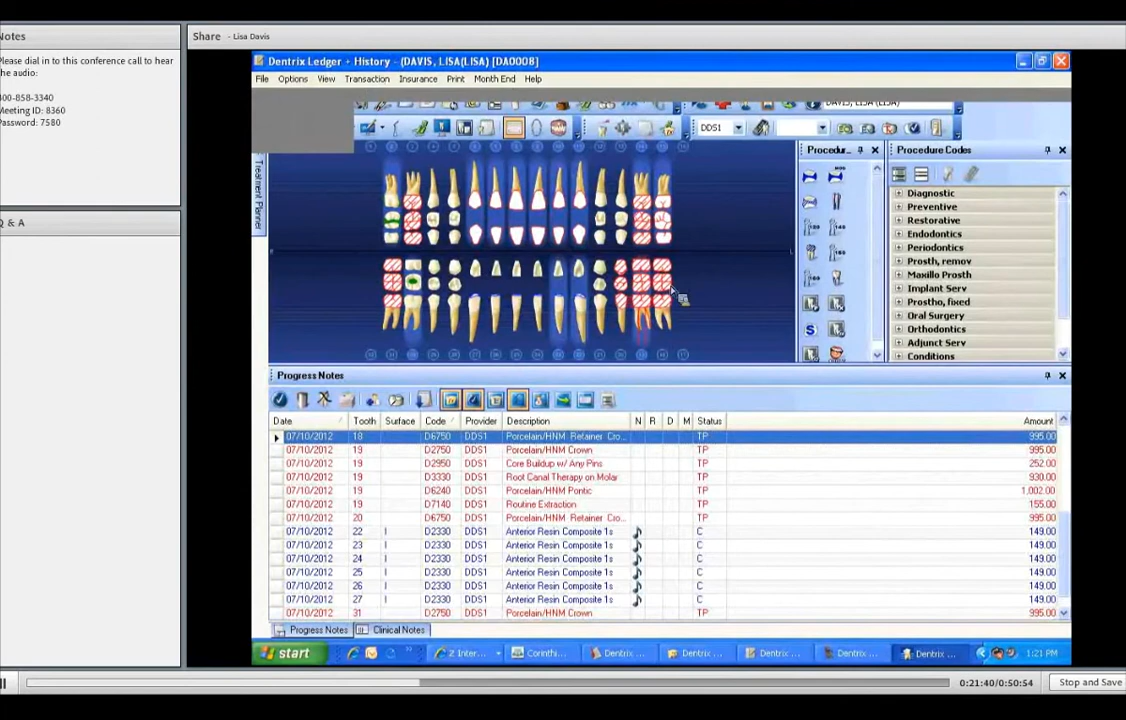 Notes
Share - Lisa Davis
Please dial in to this conference call to hear
the audio:
800-858-3340
Meeting ID: 8360
Password: 7580
Q & A
Dentrix Ledger + History - (DAVIS, LISA(LISA) [DA0008]
File Options View Transaction Insurance Print Month End Help
DAVIS, LISA (LISA)
DDS1
Treatment Planner
Procedur...
Procedure Codes
Diagnostic
Preventive
Restorative
Endodontics
Periodontics
Prosth, remov
Maxillo Prosth
Implant Serv
Prostho, fixed
Oral Surgery
Orthodontics
Adjunct Serv
Conditions
Progress Notes
Date Tooth Surface Code Provider Description N R D M Status Amount
07/10/2012 18 D6750 DDS1 Porcelain/HNM Retainer Cro... TP 995.00
07/10/2012 19 D2750 DDS1 Porcelain/HNM Crown TP 995.00
07/10/2012 19 D2950 DDS1 Core Buildup w/ Any Pins TP 252.00
07/10/2012 19 D3330 DDS1 Root Canal Therapy on Molar TP 930.00
07/10/2012 19 D6240 DDS1 Porcelain/HNM Pontic TP 1,002.00
07/10/2012 19 D7140 DDS1 Routine Extraction TP 155.00
07/10/2012 20 D6750 DDS1 Porcelain/HNM Retainer Cro... TP 995.00
07/10/2012 22 I D2330 DDS1 Anterior Resin Composite 1s C 149.00
07/10/2012 23 I D2330 DDS1 Anterior Resin Composite 1s C 149.00
07/10/2012 24 I D2330 DDS1 Anterior Resin Composite 1s C 149.00
07/10/2012 25 I D2330 DDS1 Anterior Resin Composite 1s C 149.00
07/10/2012 26 I D2330 DDS1 Anterior Resin Composite 1s C 149.00
07/10/2012 27 I D2330 DDS1 Anterior Resin Composite 1s C 149.00
07/10/2012 31 D2750 DDS1 Porcelain/HNM Crown TP 995.00
Progress Notes Clinical Notes
start 2 Inter... Corinthi... Dentrix ... Dentrix ... Dentrix ... Dentrix ... Dentrix ... 1:21 PM
0:21:40/0:50:54 Stop and Save